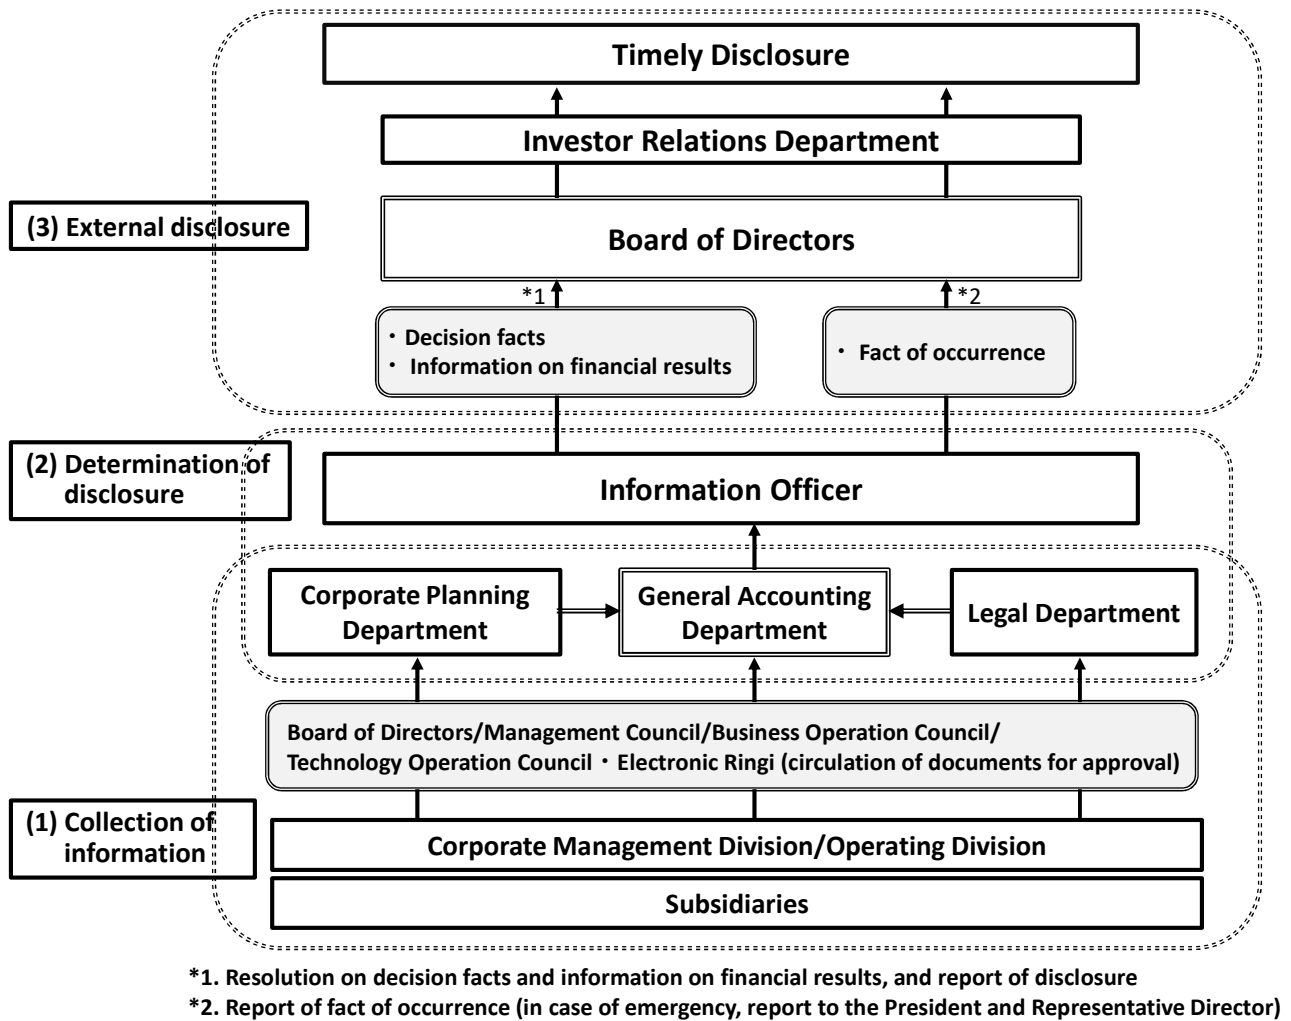 Timely Disclosure
Investor Relations Department
(3) External disclosure
Board of Directors
*1
*2
・Decision facts
・ Information on financial results
・ Fact of occurrence
(2) Determination of
disclosure
Information Officer
Corporate Planning
Department
General Accounting
Department
Legal Department
Board of Directors/Management Council/Business Operation Council/
Technology Operation Council・Electronic Ringi (circulation of documents for approval)
(1) Collection of
information
Corporate Management Division/Operating Division
Subsidiaries
*1. Resolution on decision facts and information on financial results, and report of disclosure
*2. Report of fact of occurrence (in case of emergency, report to the President and Representative Director)